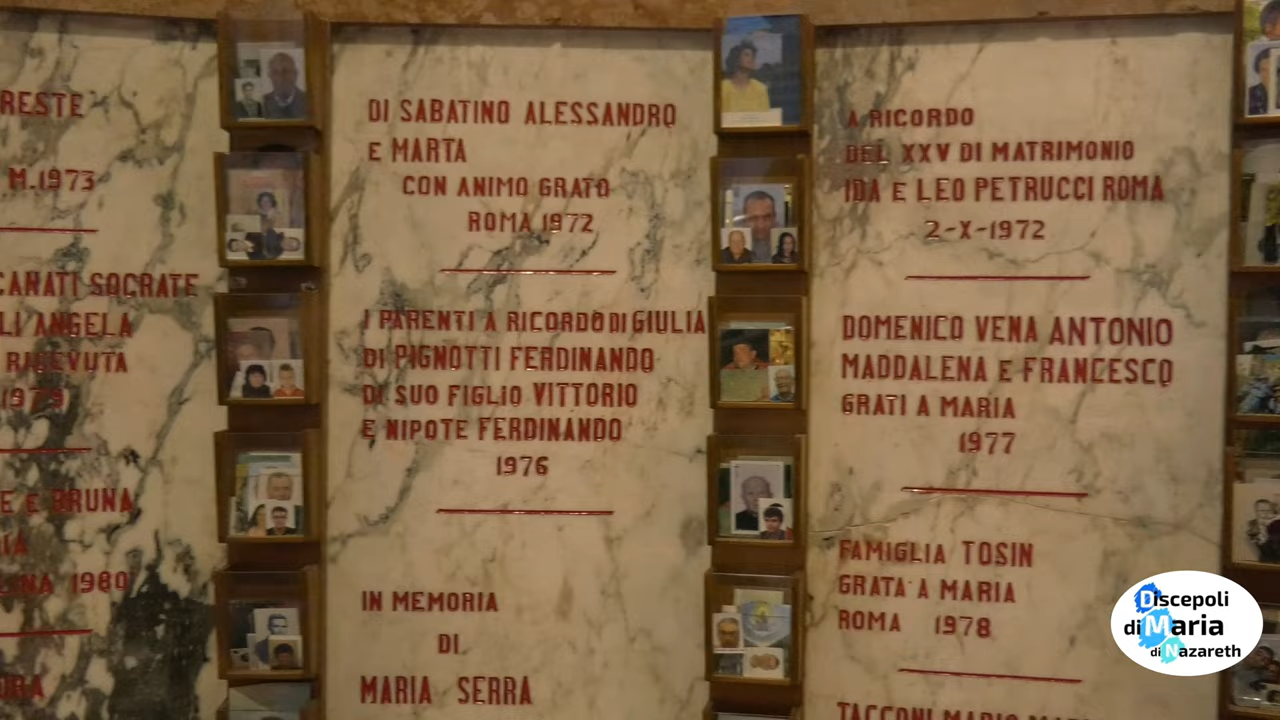 RESTE
M.1973
CANATI SOCRATE
LI ANGELA
RICEVUTA
E E BRUNA
LINA 1980
DI SABATINO ALESSANDRO
E MARTA
CON ANIMO GRATO
ROMA 1972
I PARENTI A RICORDO DI GIULIA
DI PIGNOTTI FERDINANDO
DI SUO FIGLIO VITTORIO
E NIPOTE FERDINANDO
1976
IN MEMORIA
DI
MARIA SERRA
A RICORDO
DEL XXV DI MATRIMONIO
IDA E LEO PETRUCCI ROMA
2-X-1972
DOMENICO VENA ANTONIO
MADDALENA E FRANCESCO
GRATI A MARIA
1977
FAMIGLIA TOSIN
GRATA A MARIA
ROMA 1978
TACCONI MARIO
Discepoli
di Maria
di Nazareth